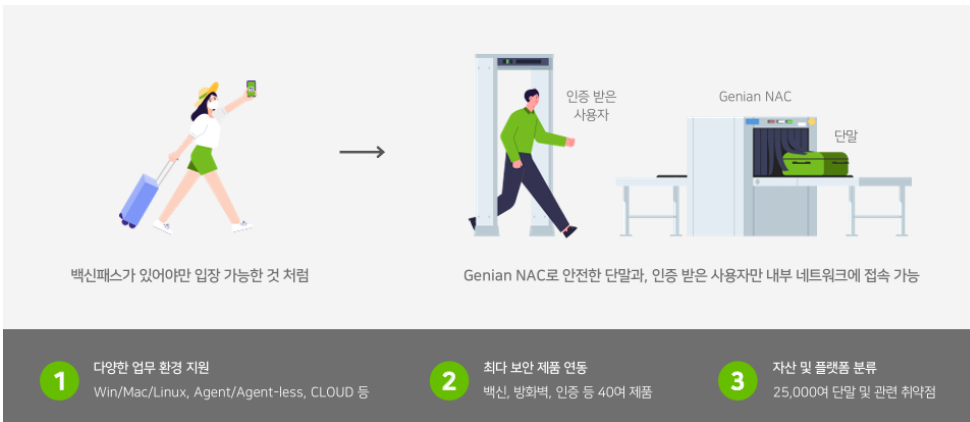 인증 받은
사용자
Genian NAC
단말
백신패스가 있어야만 입장 가능한 것 처럼
Genian NAC로 안전한 단말과, 인증 받은 사용자만 내부 네트워크에 접속 가능
1
다양한 업무 환경 지원
Win/Mac/Linux, Agent/Agent-less, CLOUD 등
2
최다 보안 제품 연동
백신, 방화벽, 인증 등 40여 제품
3
자산 및 플랫폼 분류
25,000여 단말 및 관련 취약점